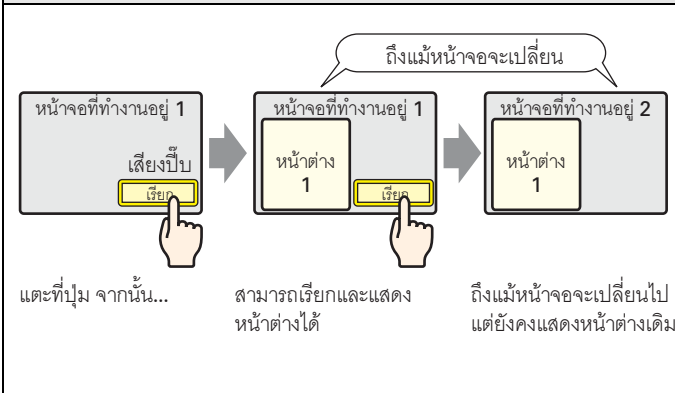 ถึงแม้หน้าจอจะเปลี่ยน
หน้าจอที่ทำงานอยู่ 1
เสียงปี๊บ
เรียก
แตะที่ปุ่ม จากนั้น...
หน้าจอที่ทำงานอยู่ 1
หน้าต่าง
1
เรียก
สามารถเรียกและแสดง
หน้าต่างได้
หน้าจอที่ทำงานอยู่ 2
หน้าต่าง
1
ถึงแม้หน้าจอจะเปลี่ยนไป
แต่ยังคงแสดงหน้าต่างเดิม